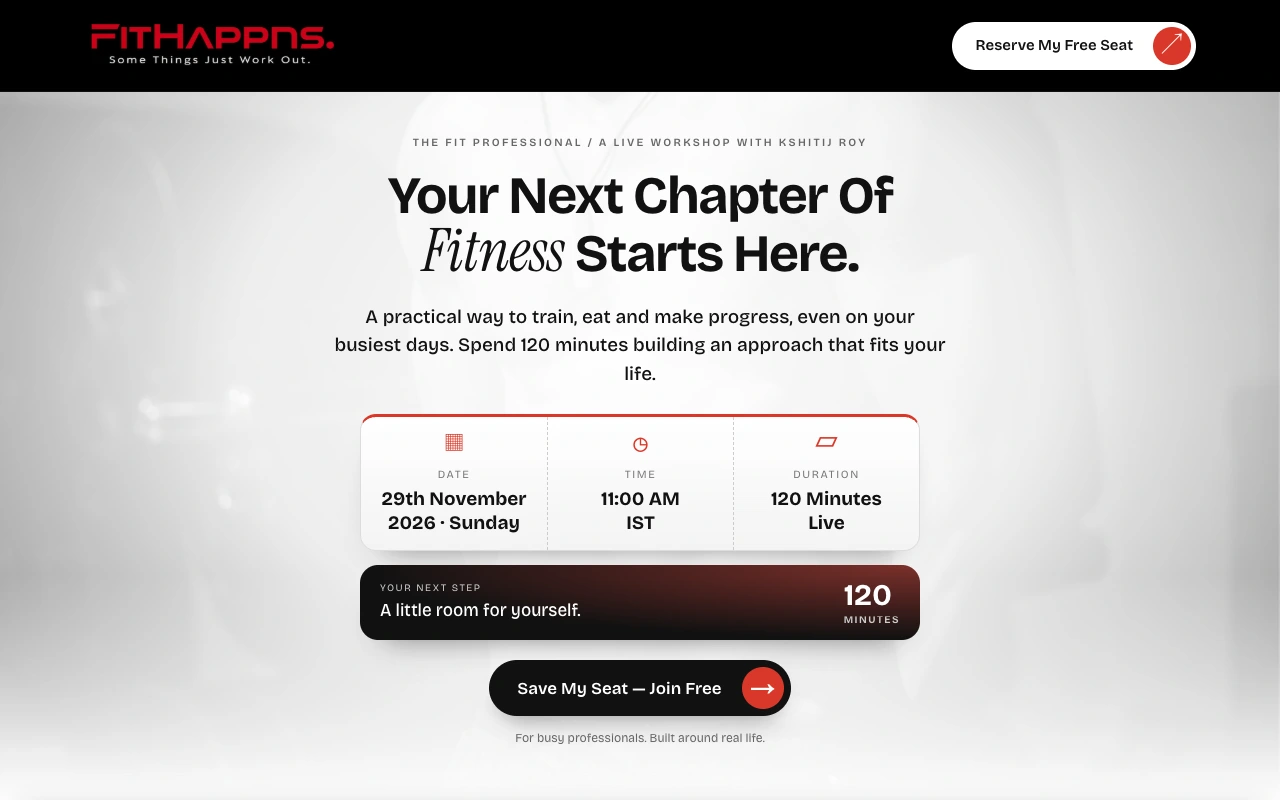 FITHAPPNS.
Some Things Just Work Out.
Reserve My Free Seat
THE FIT PROFESSIONAL / A LIVE WORKSHOP WITH KSHITIJ ROY
Your Next Chapter Of
Fitness Starts Here.
A practical way to train, eat and make progress, even on your
busiest days. Spend 120 minutes building an approach that fits your
life.
DATE
29th November
2026 · Sunday
TIME
11:00 AM
IST
DURATION
120 Minutes
Live
YOUR NEXT STEP
A little room for yourself.
120
MINUTES
Save My Seat — Join Free
For busy professionals. Built around real life.